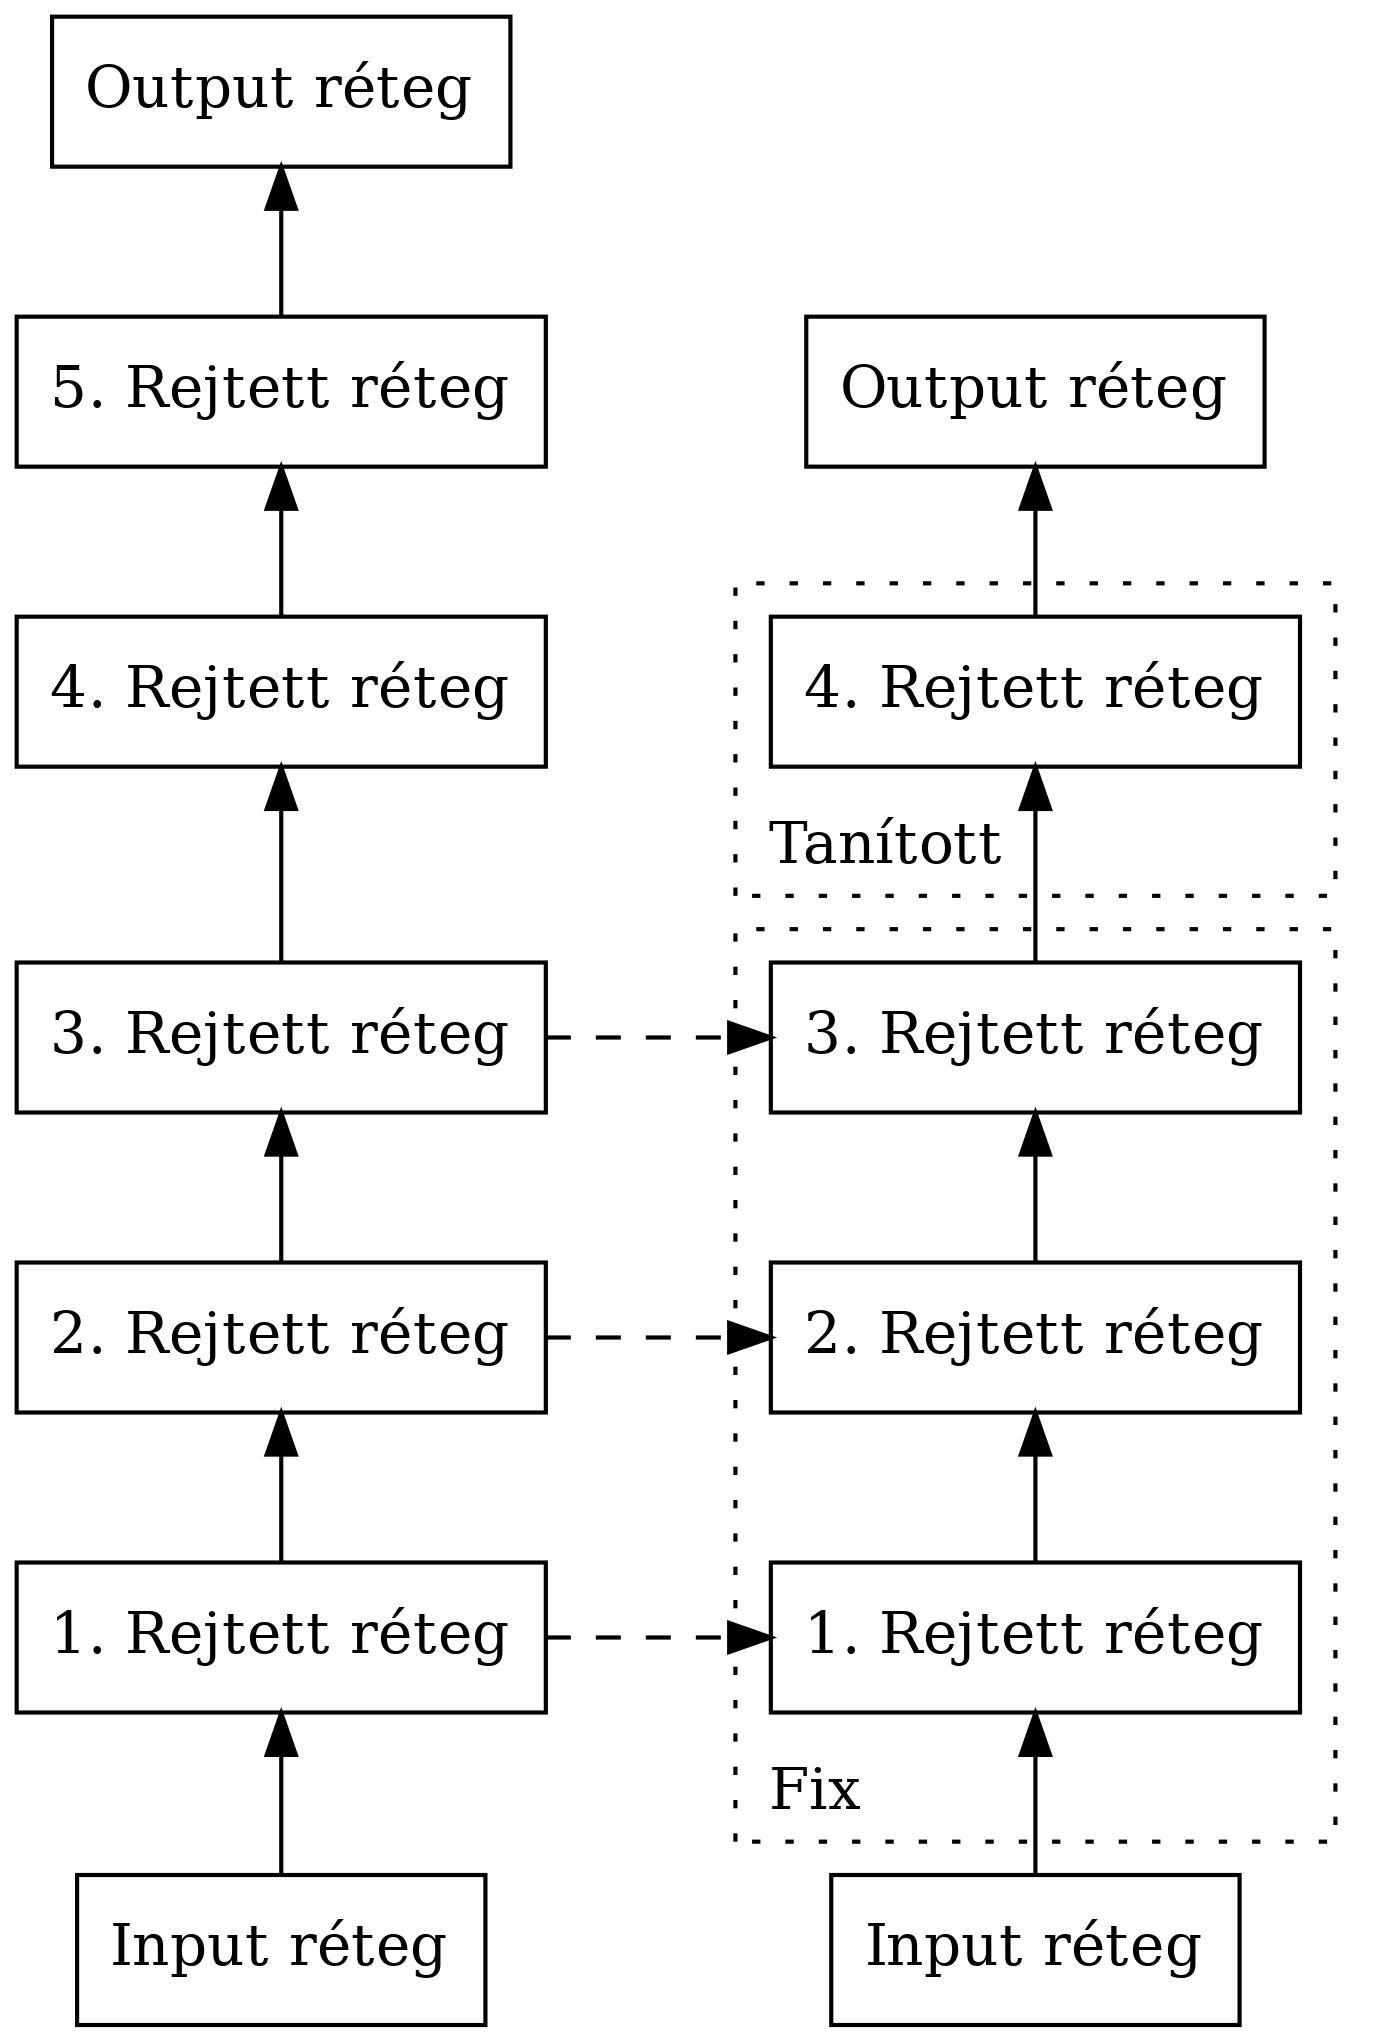 Output réteg
5. Rejtett réteg
Output réteg
4. Rejtett réteg
4. Rejtett réteg
Tanított
3. Rejtett réteg
3. Rejtett réteg
2. Rejtett réteg
2. Rejtett réteg
1. Rejtett réteg
1. Rejtett réteg
Fix
Input réteg
Input réteg